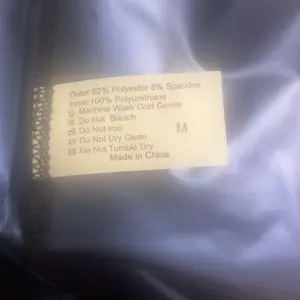 Outer:92% Polyester 8% Spandex
Inner:100% Polyurethane
Machine Wash Cold Gentle
Do Not Bleach
Do Not Iron
M
Do Not Dry Clean
Do Not Tumble Dry
Made in China